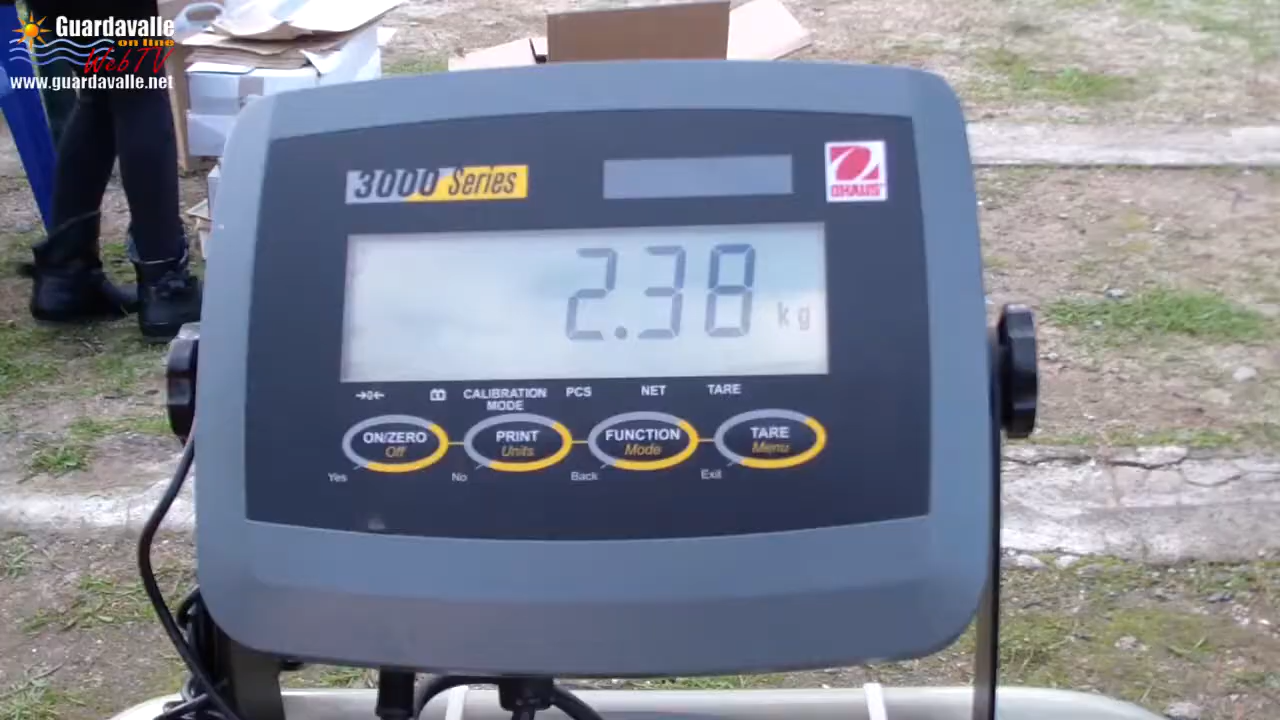 Guardavalle
on line
Web TV
www.guardavalle.net
3000 Series
OHAUS
2.38 kg
→0← CALIBRATION MODE PCS NET TARE
ON/ZERO Off
PRINT Units
FUNCTION Mode
TARE Menu
Yes No Back Exit